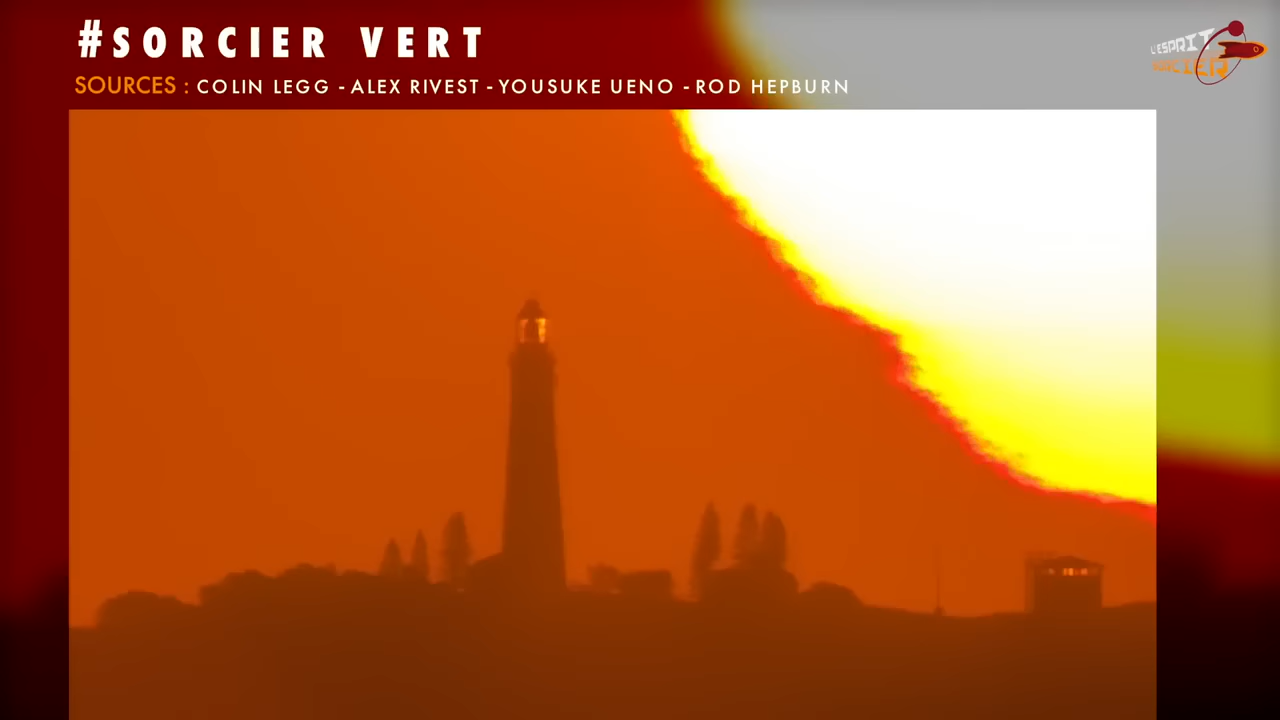 #SORCIER VERT
SOURCES : COLIN LEGG - ALEX RIVEST - YOUSUKE UENO - ROD HEPBURN
L'ESPRIT
SORCIER